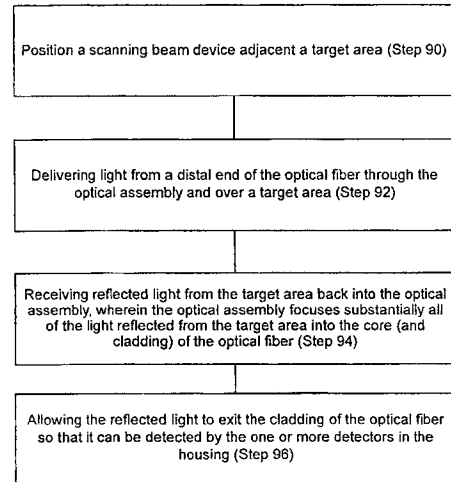 Position a scanning beam device adjacent a target area (Step 90)
Delivering light from a distal end of the optical fiber through the
optical assembly and over a target area (Step 92)
Receiving reflected light from the target area back into the optical
assembly, wherein the optical assembly focuses substantially all
of the light reflected from the target area into the core (and
cladding) of the optical fiber (Step 94)
Allowing the reflected light to exit the cladding of the optical fiber
so that it can be detected by the one or more detectors in the
housing (Step 96)